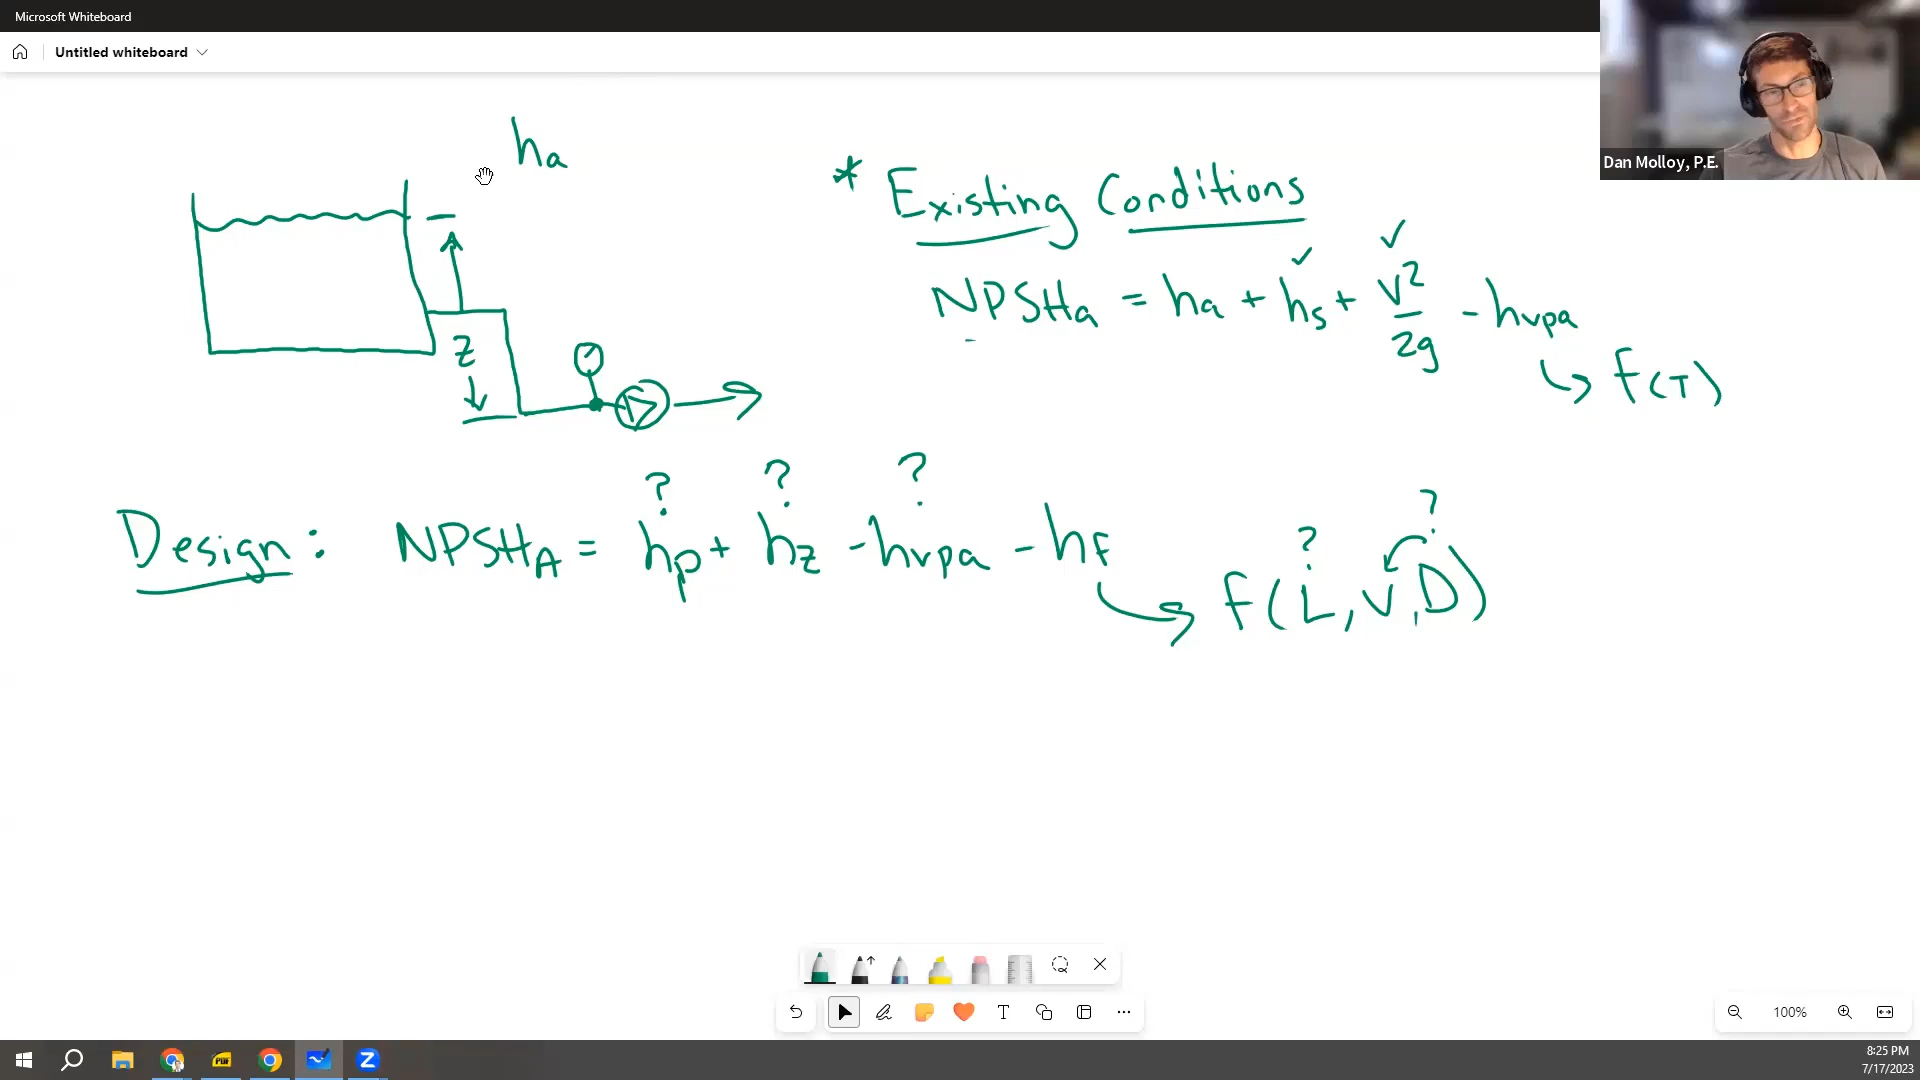 Microsoft Whiteboard
Untitled whiteboard
Dan Molloy, P.E.
ha
* Existing Conditions
NPSHa = ha + hs + v²/2g - hvpa
↳ f(T)
Z
Design: NPSHA = hp + hz - hvpa - hf
? ? ?
f(L, v, D)
? ?
T
100%
PDF
Z
8:25 PM
7/17/2023